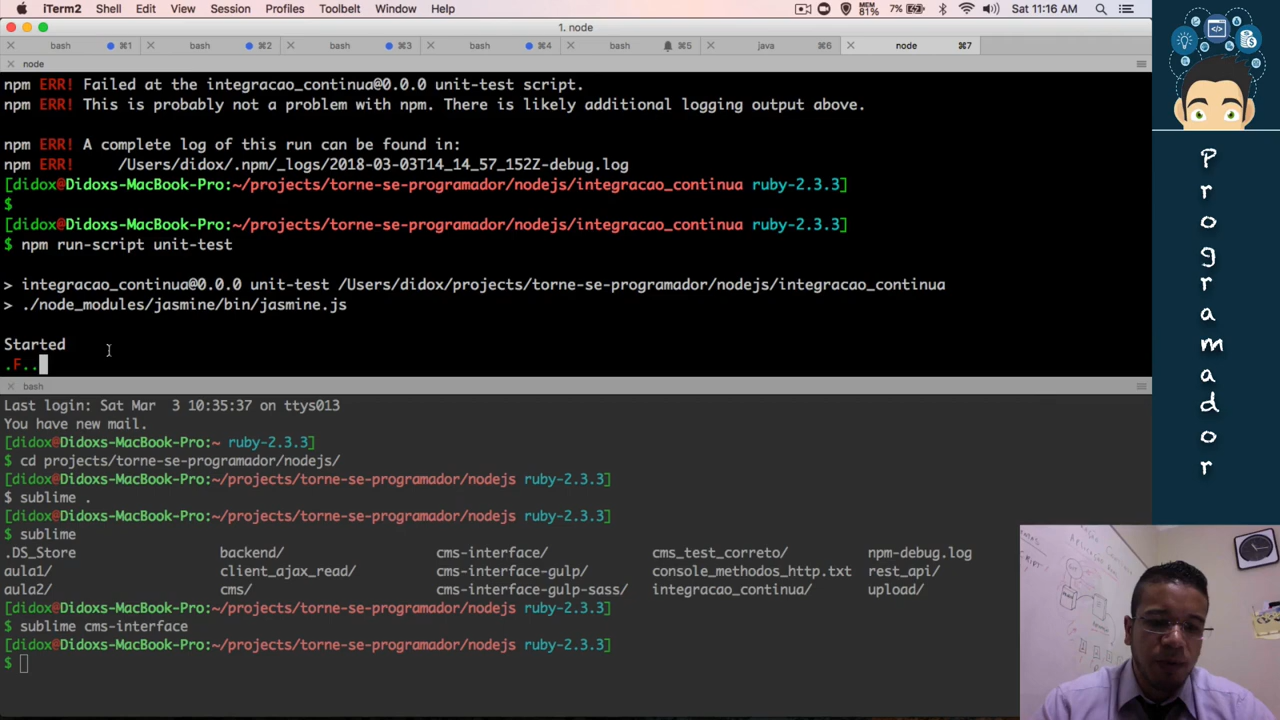 iTerm2 Shell Edit View Session Profiles Toolbelt Window Help MEM 81% 7% Sat 11:16 AM
1. node
bash ⌘1 bash ⌘2 bash ⌘3 bash ⌘4 bash ⌘5 java ⌘6 node ⌘7
node
npm ERR! Failed at the integracao_continua@0.0.0 unit-test script.
npm ERR! This is probably not a problem with npm. There is likely additional logging output above.
npm ERR! A complete log of this run can be found in:
npm ERR!     /Users/didox/.npm/_logs/2018-03-03T14_14_57_152Z-debug.log
[didox@Didoxs-MacBook-Pro:~/projects/torne-se-programador/nodejs/integracao_continua ruby-2.3.3]
$
[didox@Didoxs-MacBook-Pro:~/projects/torne-se-programador/nodejs/integracao_continua ruby-2.3.3]
$ npm run-script unit-test
> integracao_continua@0.0.0 unit-test /Users/didox/projects/torne-se-programador/nodejs/integracao_continua
> ./node_modules/jasmine/bin/jasmine.js
Started
.F..
bash
Last login: Sat Mar  3 10:35:37 on ttys013
You have new mail.
[didox@Didoxs-MacBook-Pro:~ ruby-2.3.3]
$ cd projects/torne-se-programador/nodejs/
[didox@Didoxs-MacBook-Pro:~/projects/torne-se-programador/nodejs ruby-2.3.3]
$ sublime .
[didox@Didoxs-MacBook-Pro:~/projects/torne-se-programador/nodejs ruby-2.3.3]
$ sublime
.DS_Store backend/ cms-interface/ cms_test_correto/ npm-debug.log
aula1/ client_ajax_read/ cms-interface-gulp/ console_methodos_http.txt rest_api/
aula2/ cms/ cms-interface-gulp-sass/ integracao_continua/ upload/
[didox@Didoxs-MacBook-Pro:~/projects/torne-se-programador/nodejs ruby-2.3.3]
$ sublime cms-interface
[didox@Didoxs-MacBook-Pro:~/projects/torne-se-programador/nodejs ruby-2.3.3]
$
Programador